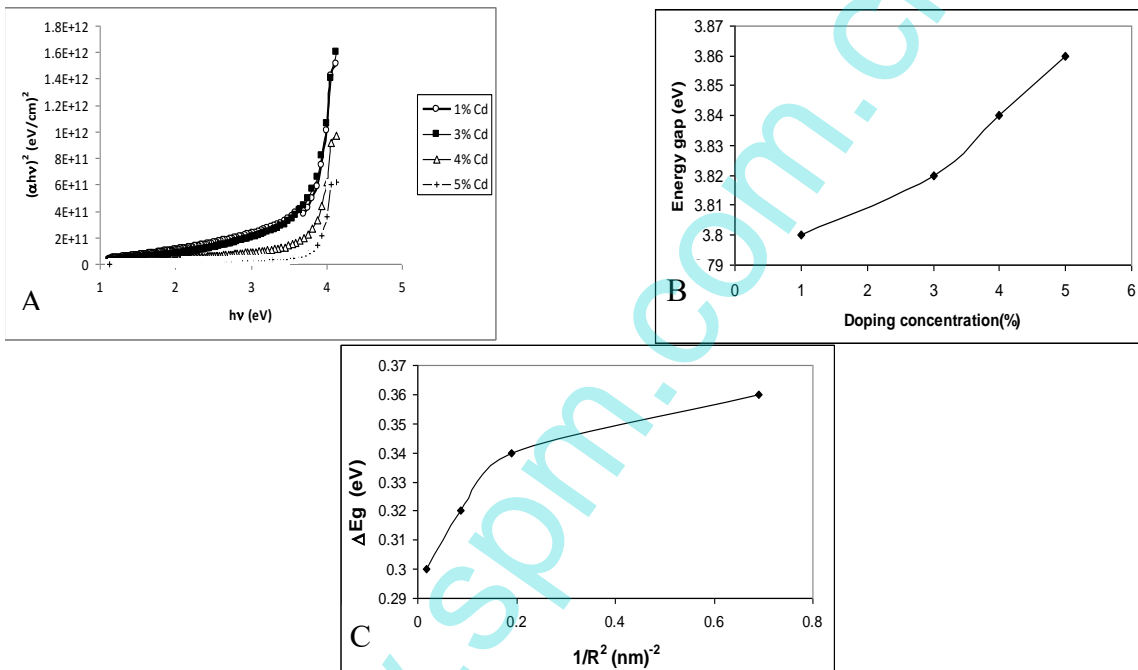 1.8E+12
1.6E+12
1.4E+12
1.2E+12
1E+12
8E+11
6E+11
4E+11
2E+11
0
(αhν)² (eV/cm)²
1 2 3 4 5
hν (eV)
1% Cd
3% Cd
4% Cd
5% Cd
A
3.87
3.86
3.85
3.84
3.83
3.82
3.81
3.8
79
Energy gap (eV)
0 1 2 3 4 5 6
Doping concentration(%)
B
0.37
0.36
0.35
0.34
0.33
0.32
0.31
0.3
0.29
ΔEg (eV)
0 0.2 0.4 0.6 0.8
1/R² (nm)⁻²
C
.spm.com.c